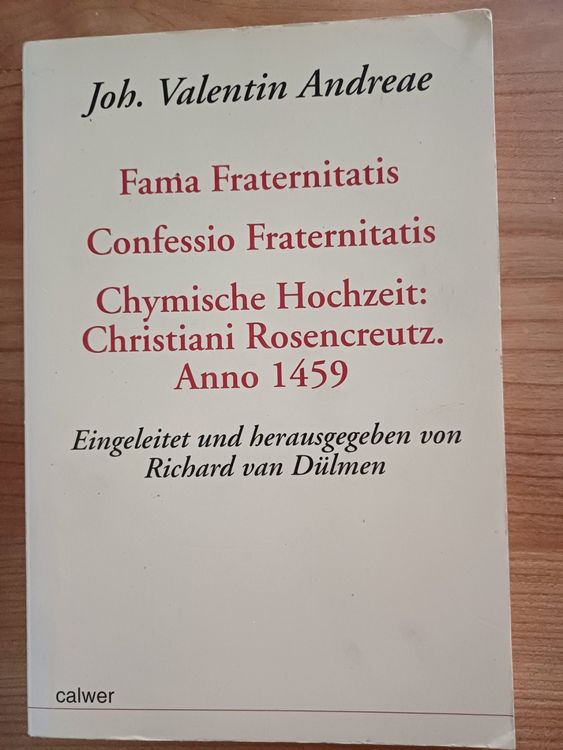 Joh. Valentin Andreae
Fama Fraternitatis
Confessio Fraternitatis
Chymische Hochzeit:
Christiani Rosencreutz.
Anno 1459
Eingeleitet und herausgegeben von
Richard van Dülmen
calwer